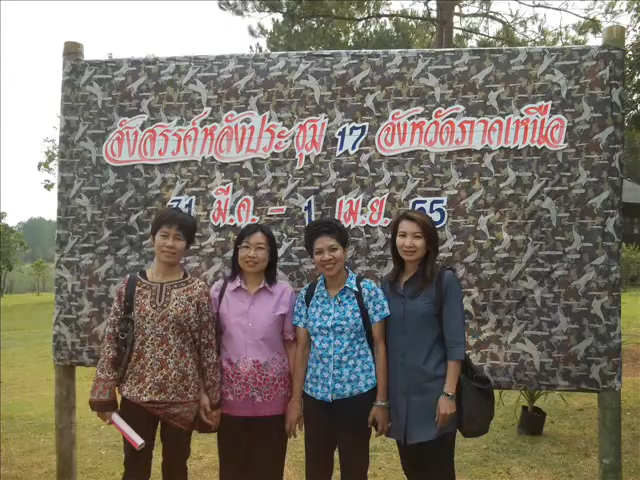 สังสรรค์หลังประชุม 17 จังหวัดภาคเหนือ
31 มี.ค. - 1 เม.ย. 55